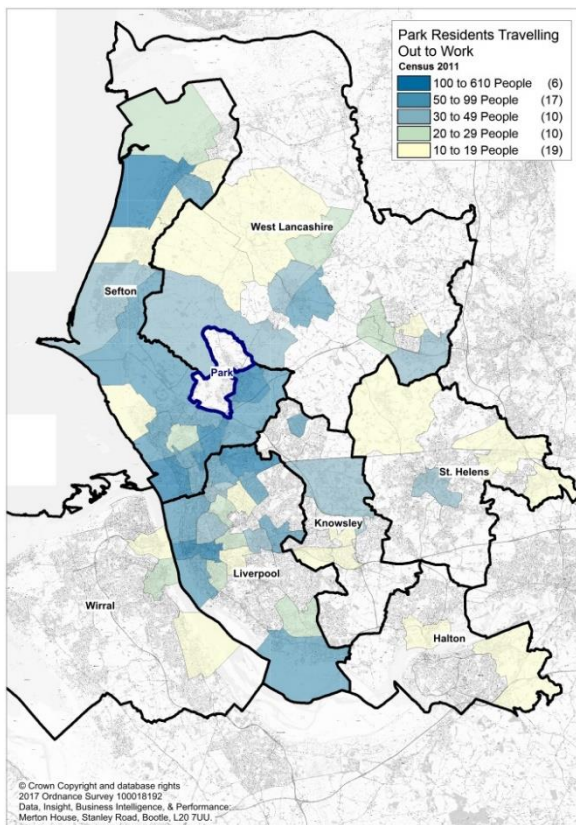 Park Residents Travelling
Out to Work
Census 2011
100 to 610 People (6)
50 to 99 People (17)
30 to 49 People (10)
20 to 29 People (10)
10 to 19 People (19)
West Lancashire
Sefton
Park
St. Helens
Knowsley
Liverpool
Wirral
Halton
© Crown Copyright and database rights
2017 Ordnance Survey 100018192
Data, Insight, Business Intelligence, & Performance:
Merton House, Stanley Road, Bootle, L20 7UU.